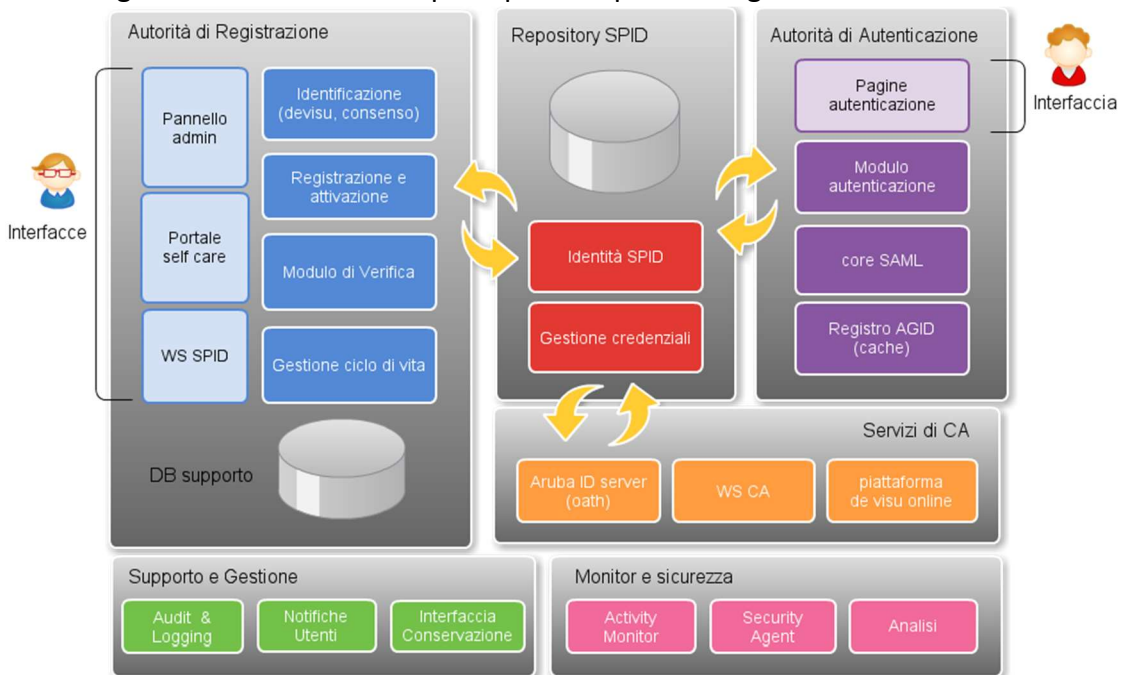 Autorità di Registrazione
Repository SPID
Autorità di Autenticazione
Interfacce
Pannello
admin
Portale
self care
WS SPID
Identificazione
(devisu, consenso)
Registrazione e
attivazione
Modulo di Verifica
Gestione ciclo di vita
DB supporto
Identità SPID
Gestione credenziali
Pagine
autenticazione
Interfaccia
Modulo
autenticazione
core SAML
Registro AGID
(cache)
Servizi di CA
Aruba ID server
(oath)
WS CA
piattaforma
de visu online
Supporto e Gestione
Audit &
Logging
Notifiche
Utenti
Interfaccia
Conservazione
Monitor e sicurezza
Activity
Monitor
Security
Agent
Analisi